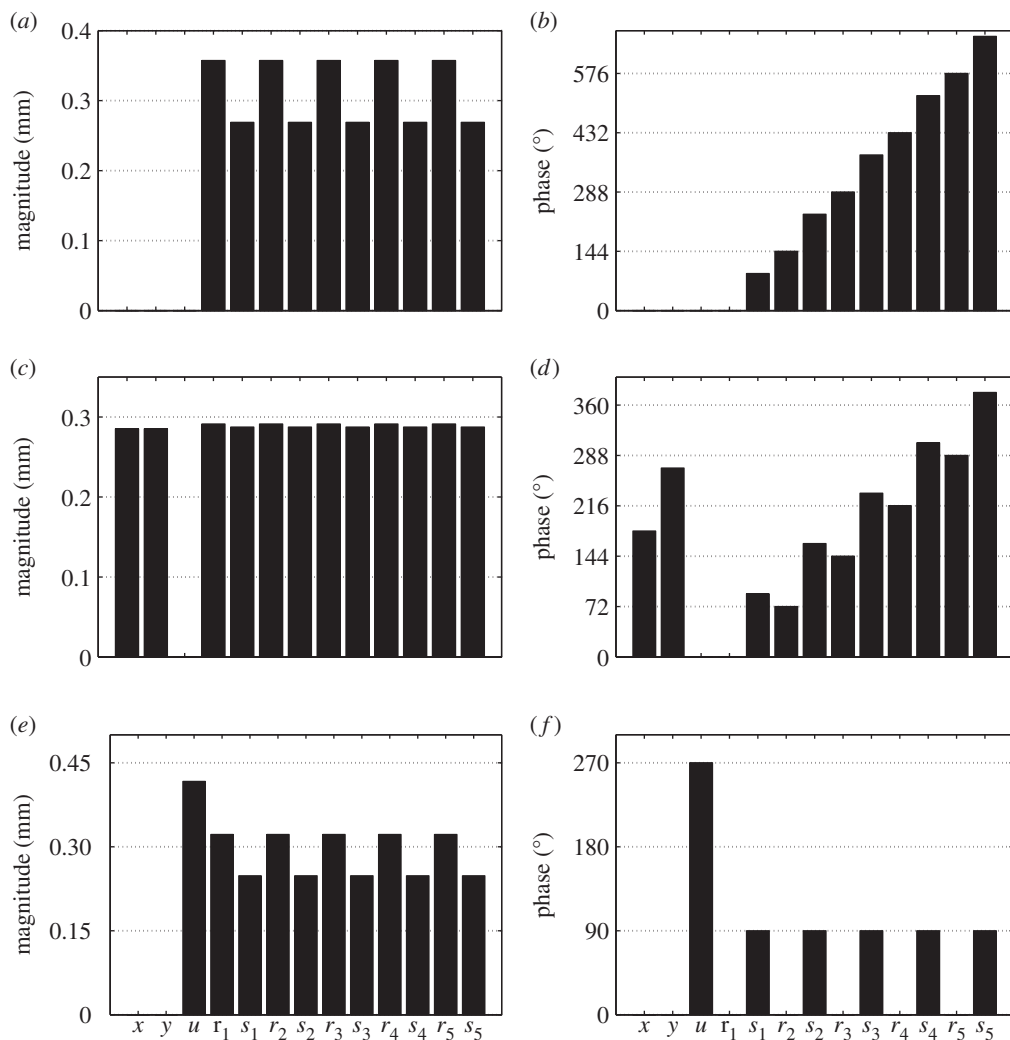 (a)
0.4
0.3
0.2
0.1
0
magnitude (mm)
(b)
576
432
288
144
0
phase (°)
(c)
0.3
0.2
0.1
0
magnitude (mm)
(d)
360
288
216
144
72
0
phase (°)
(e)
0.45
0.30
0.15
0
magnitude (mm)
x y u r1 s1 r2 s2 r3 s3 r4 s4 r5 s5
(f)
270
180
90
0
phase (°)
x y u r1 s1 r2 s2 r3 s3 r4 s4 r5 s5